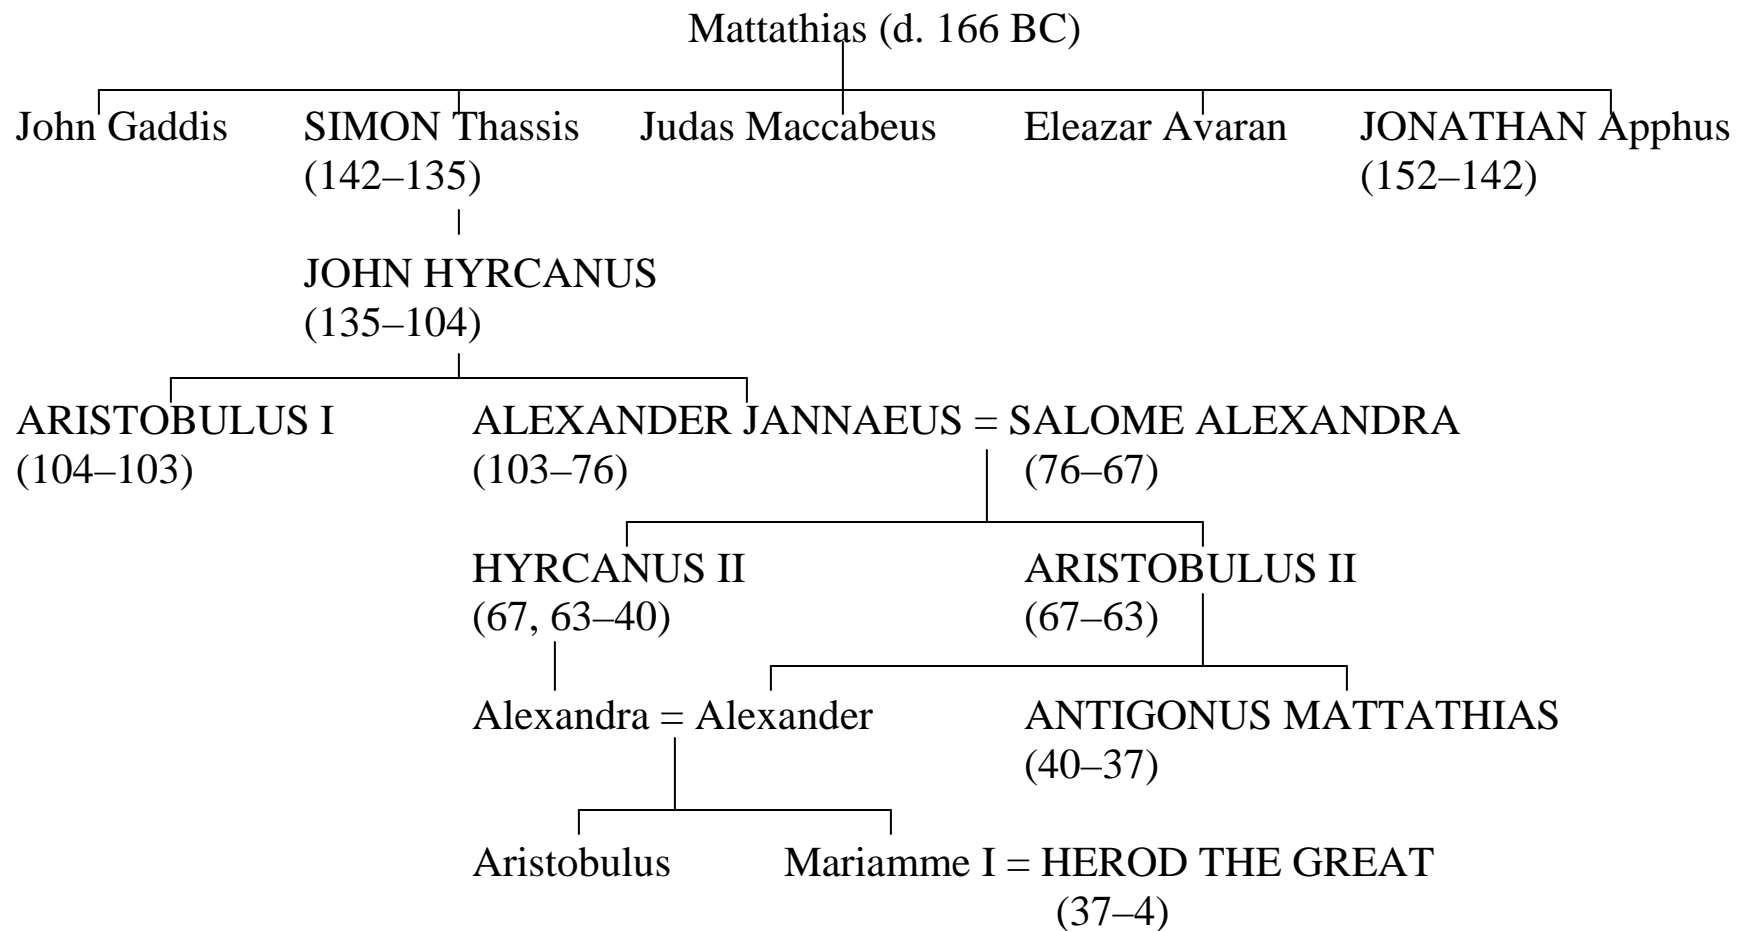 Mattathias (d. 166 BC)
John Gaddis SIMON Thassis Judas Maccabeus Eleazar Avaran JONATHAN Apphus
(142–135) (152–142)
JOHN HYRCANUS
(135–104)
ARISTOBULUS I ALEXANDER JANNAEUS = SALOME ALEXANDRA
(104–103) (103–76) (76–67)
HYRCANUS II ARISTOBULUS II
(67, 63–40) (67–63)
Alexandra = Alexander ANTIGONUS MATTATHIAS
(40–37)
Aristobulus Mariamme I = HEROD THE GREAT
(37–4)